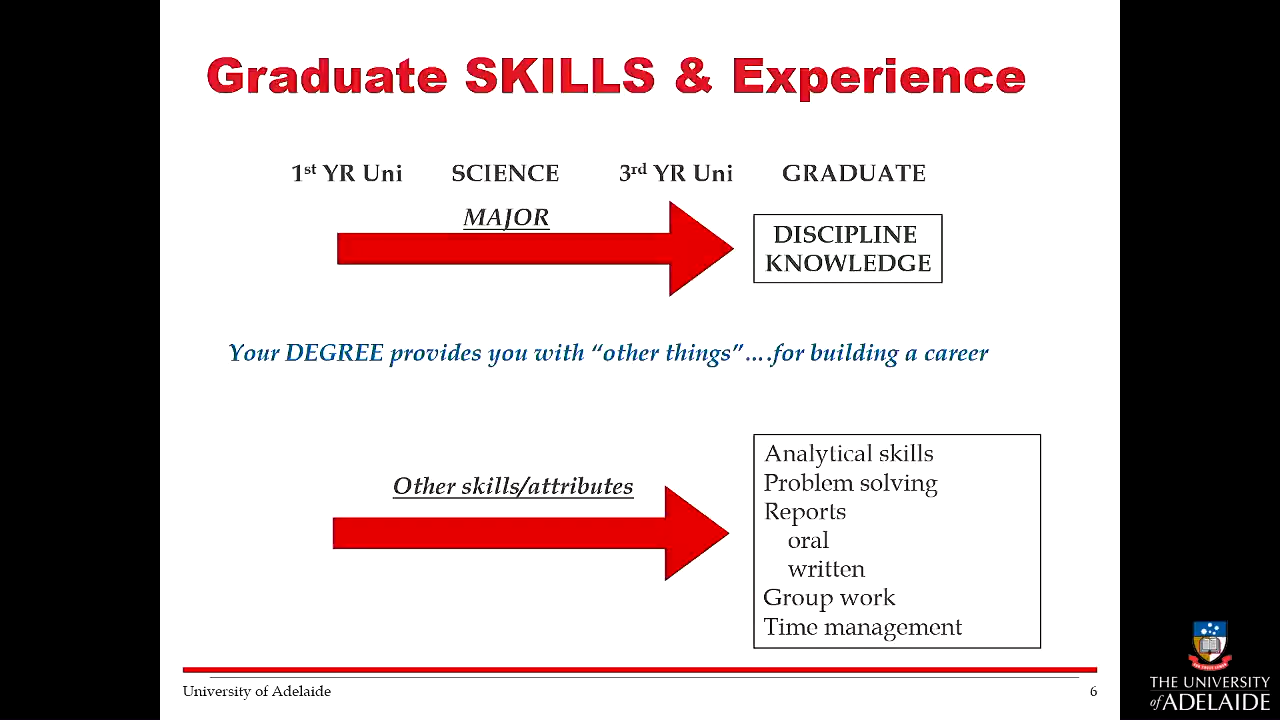 Graduate SKILLS & Experience
1st YR Uni SCIENCE 3rd YR Uni GRADUATE
MAJOR
DISCIPLINE
KNOWLEDGE
Your DEGREE provides you with “other things”….for building a career
Other skills/attributes
Analytical skills
Problem solving
Reports
oral
written
Group work
Time management
University of Adelaide 6
THE UNIVERSITY
of ADELAIDE